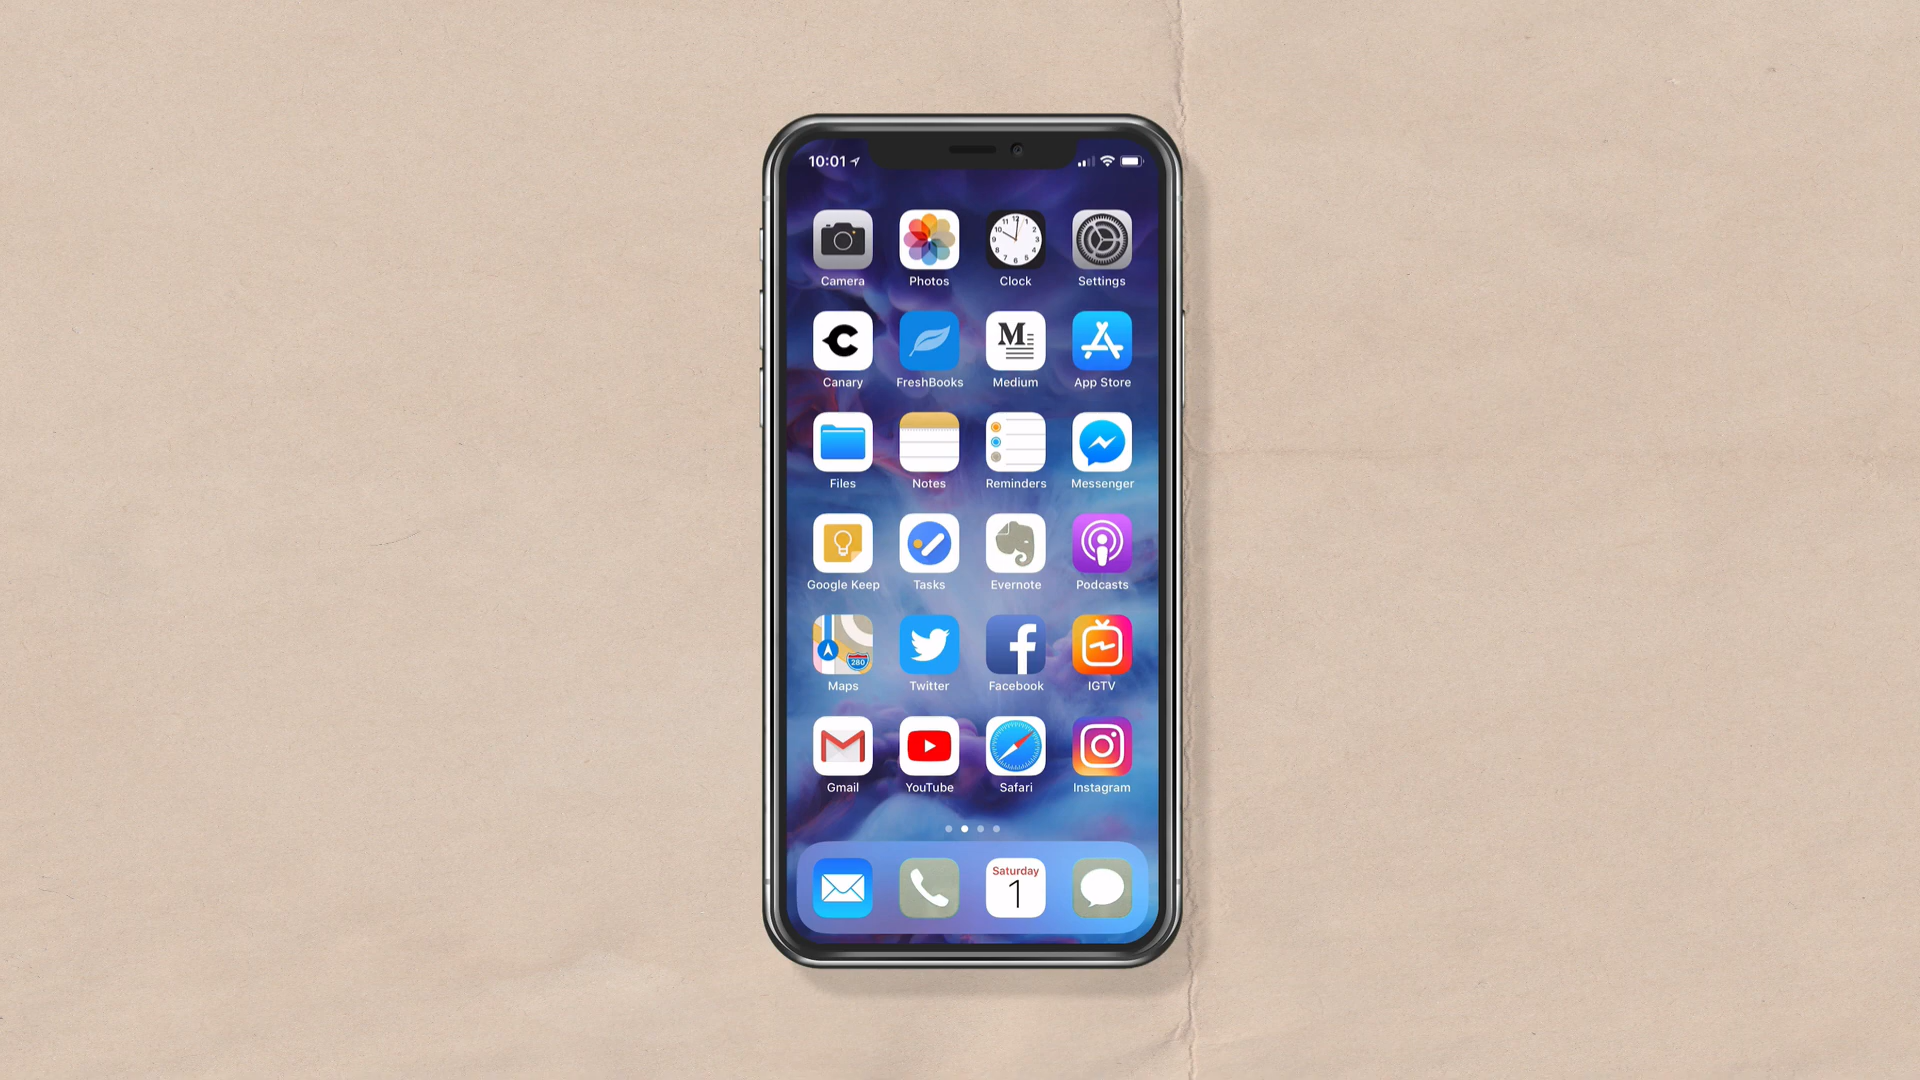 10:01
Camera Photos Clock Settings
Canary FreshBooks Medium App Store
Files Notes Reminders Messenger
Google Keep Tasks Evernote Podcasts
280
Maps Twitter Facebook IGTV
Gmail YouTube Safari Instagram
Saturday
1